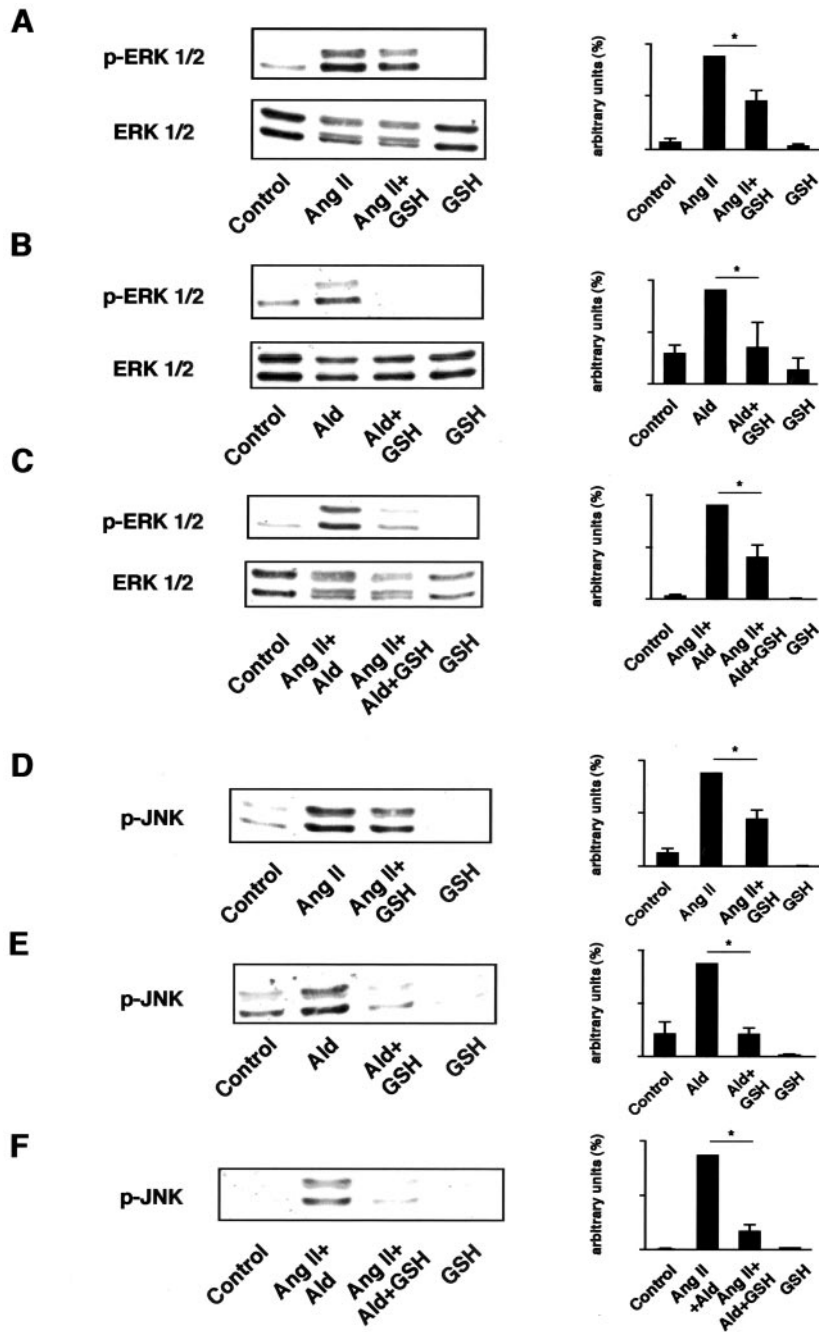 A
p-ERK 1/2
ERK 1/2
Control
Ang II
Ang II+
GSH
GSH
arbitrary units (%)
*
Control
Ang II
Ang II+
GSH
GSH
B
p-ERK 1/2
ERK 1/2
Control
Ald
Ald+
GSH
GSH
arbitrary units (%)
*
Control
Ald
Ald+
GSH
GSH
C
p-ERK 1/2
ERK 1/2
Control
Ang II+
Ald
Ang II+
Ald+GSH
GSH
arbitrary units (%)
*
Control
Ang II+
Ald
Ang II+
Ald+GSH
GSH
D
p-JNK
Control
Ang II
Ang II+
GSH
GSH
arbitrary units (%)
*
Control
Ang II
Ang II+
GSH
GSH
E
p-JNK
Control
Ald
Ald+
GSH
GSH
arbitrary units (%)
*
Control
Ald
Ald+
GSH
GSH
F
p-JNK
Control
Ang II+
Ald
Ang II+
Ald+GSH
GSH
arbitrary units (%)
*
Control
Ang II
+Ald
Ang II+
Ald+GSH
GSH